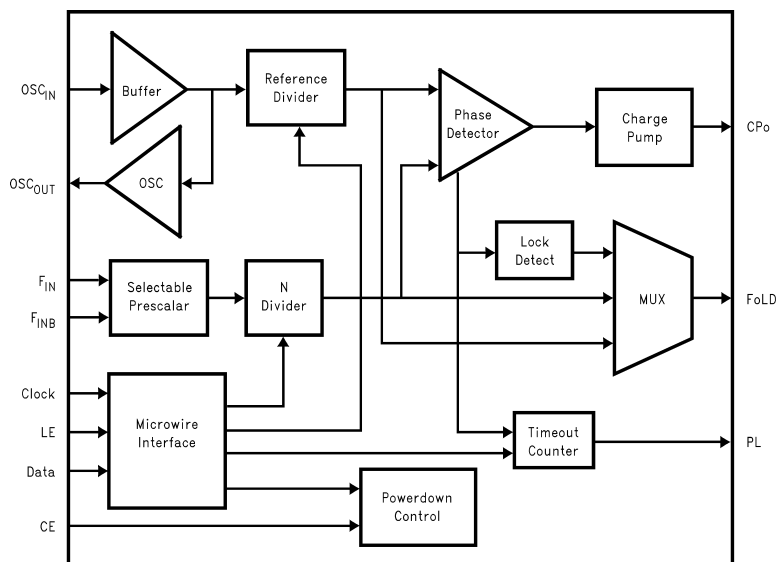 OSCIN
Buffer
Reference
Divider
Phase
Detector
Charge
Pump
CPo
OSCOUT
OSC
Lock
Detect
FIN
FINB
Selectable
Prescalar
N
Divider
MUX
FoLD
Clock
LE
Data
Microwire
Interface
Timeout
Counter
PL
Powerdown
Control
CE